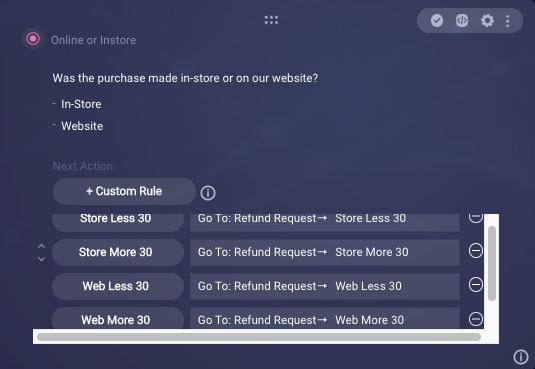 Online or Instore
Was the purchase made in-store or on our website?
- In-Store
- Website
Next Action
+ Custom Rule
Store Less 30 Go To: Refund Request→ Store Less 30
Store More 30 Go To: Refund Request→ Store More 30
Web Less 30 Go To: Refund Request→ Web Less 30
Web More 30 Go To: Refund Request→ Web More 30